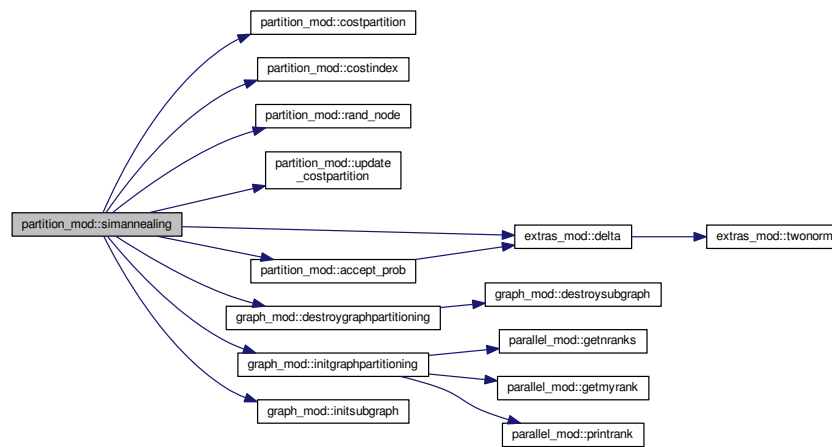 partition_mod::costpartition
partition_mod::costindex
partition_mod::rand_node
partition_mod::update
_costpartition
partition_mod::simannealing
extras_mod::delta
extras_mod::twonorm
partition_mod::accept_prob
graph_mod::destroysubgraph
graph_mod::destroygraphpartitioning
parallel_mod::getnranks
graph_mod::initgraphpartitioning
parallel_mod::getmyrank
graph_mod::initsubgraph
parallel_mod::printrank